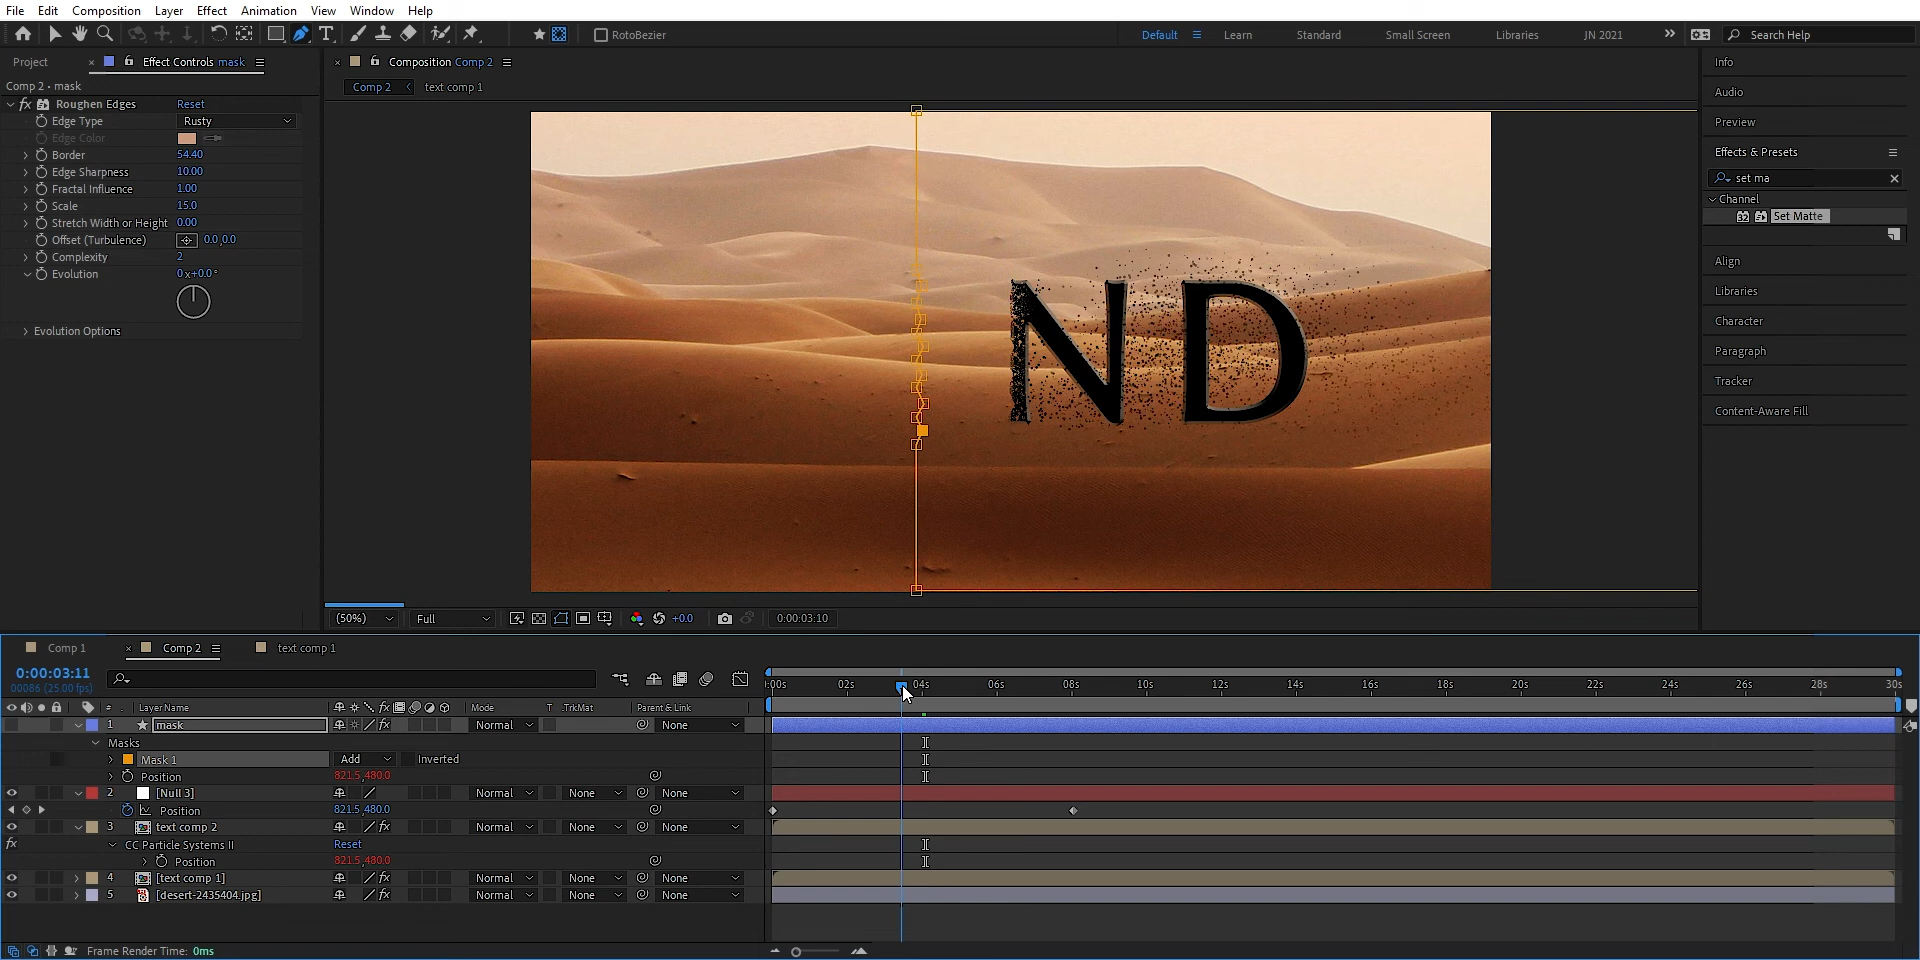 File Edit Composition Layer Effect Animation View Window Help
RotoBezier Default Learn Standard Small Screen Libraries JN 2021 Search Help
Project Effect Controls mask Composition Comp 2 Info
Comp 2 • mask Comp 2 text comp 1
fx Roughen Edges Reset Audio
Edge Type Rusty Preview
Edge Color
Border 54.40 Effects & Presets
Edge Sharpness 10.00 set ma
Fractal Influence 1.00 Channel
Scale 15.0 32 Set Matte
Stretch Width or Height 0.00
Offset (Turbulence) 0.0,0.0
Complexity 2 Align
Evolution 0x+0.0° Libraries
Evolution Options Character
Paragraph
Tracker
Content-Aware Fill
ND
(50%) Full +0.0 0:00:03:10
Comp 1 Comp 2 text comp 1
0:00:03:11
00086 (25.00 fps) :00s 02s 04s 06s 08s 10s 12s 14s 16s 18s 20s 22s 24s 26s 28s 30s
# Layer Name fx Mode T .TrkMat Parent & Link
1 mask fx Normal None
Masks
Mask 1 Add Inverted
Position 821.5,480.0
2 [Null 3] Normal None None
Position 821.5,480.0
3 text comp 2 fx Normal None None
fx CC Particle Systems II Reset
Position 821.5,480.0
4 [text comp 1] fx Normal None None
5 [desert-2435404.jpg] fx Normal None None
Frame Render Time: 0ms